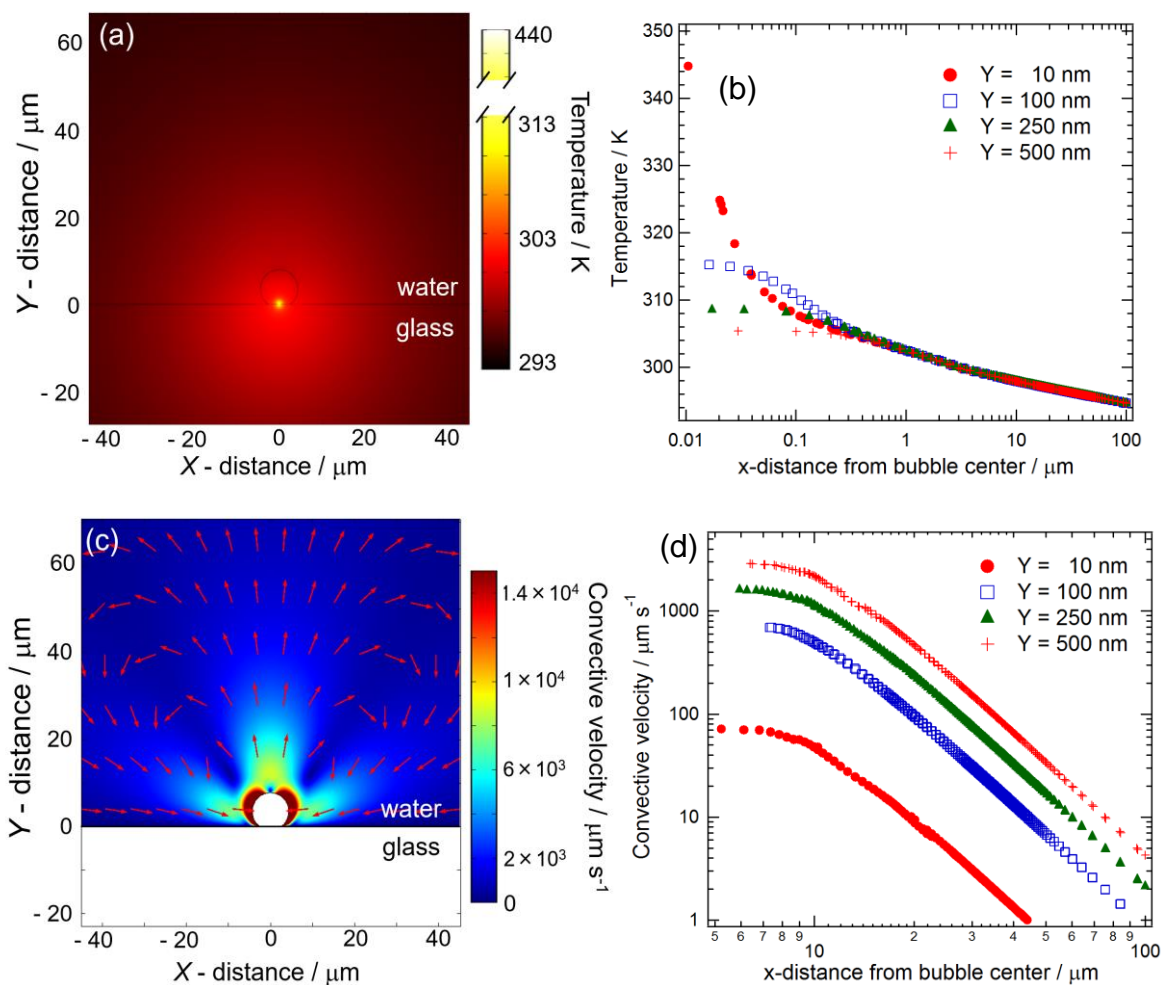 (a)
60
40
20
0
- 20
Y - distance / μm
- 40 - 20 0 20 40
X - distance / μm
water
glass
440
313
303
293
Temperature / K
(b)
350
340
330
320
310
300
Temperature / K
0.01 0.1 1 10 100
x-distance from bubble center / μm
Y = 10 nm
Y = 100 nm
Y = 250 nm
Y = 500 nm
(c)
60
40
20
0
- 20
Y - distance / μm
- 40 - 20 0 20 40
X - distance / μm
water
glass
1.4 × 10⁴
1 × 10⁴
6 × 10³
2 × 10³
0
Convective velocity / μm s⁻¹
(d)
1000
100
10
1
Convective velocity / μm s⁻¹
5 6 7 8 9 10 2 3 4 5 6 7 8 9 100
x-distance from bubble center / μm
Y = 10 nm
Y = 100 nm
Y = 250 nm
Y = 500 nm